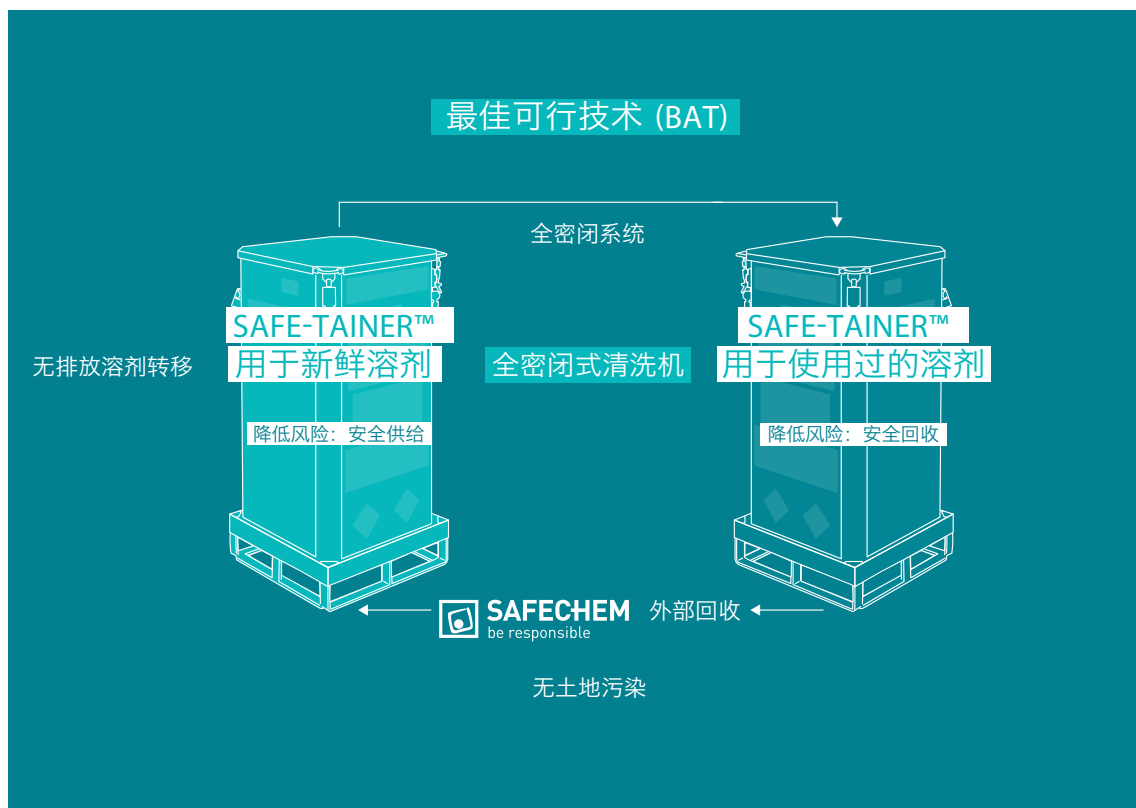 最佳可行技术 (BAT)
全密闭系统
SAFE-TAINER™
用于新鲜溶剂
SAFE-TAINER™
用于使用过的溶剂
无排放溶剂转移
全密闭式清洗机
降低风险：安全供给
降低风险：安全回收
SAFECHEM
be responsible
外部回收
无土地污染